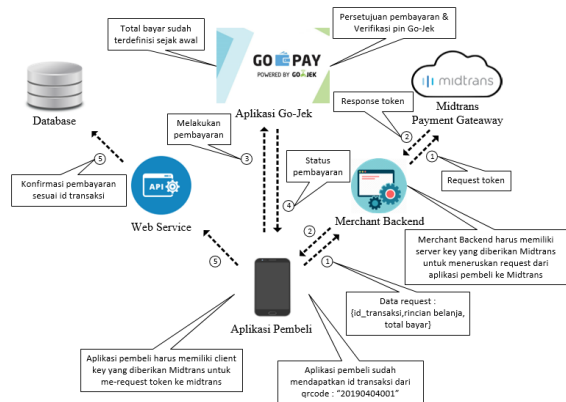 Total bayar sudah
terdefinisi sejak awal
Persetujuan pembayaran &
Verifikasi pin Go-Jek
GO PAY
POWERED BY GO-JEK
Aplikasi Go-Jek
midtrans
Midtrans
Payment Gateaway
Response token
2
1
Request token
Database
Melakukan
pembayaran
3
Status
pembayaran
4
5
Konfirmasi pembayaran
sesuai id transaksi
API
Web Service
Merchant Backend
Merchant Backend harus memiliki
server key yang diberikan Midtrans
untuk meneruskan request dari
aplikasi pembeli ke Midtrans
2
1
5
Data request :
{id_transaksi,rincian belanja,
total bayar}
Aplikasi Pembeli
Aplikasi pembeli harus memiliki client
key yang diberikan Midtrans untuk
me-request token ke midtrans
Aplikasi pembeli sudah
mendapatkan id transaksi dari
qrcode : "20190404001"